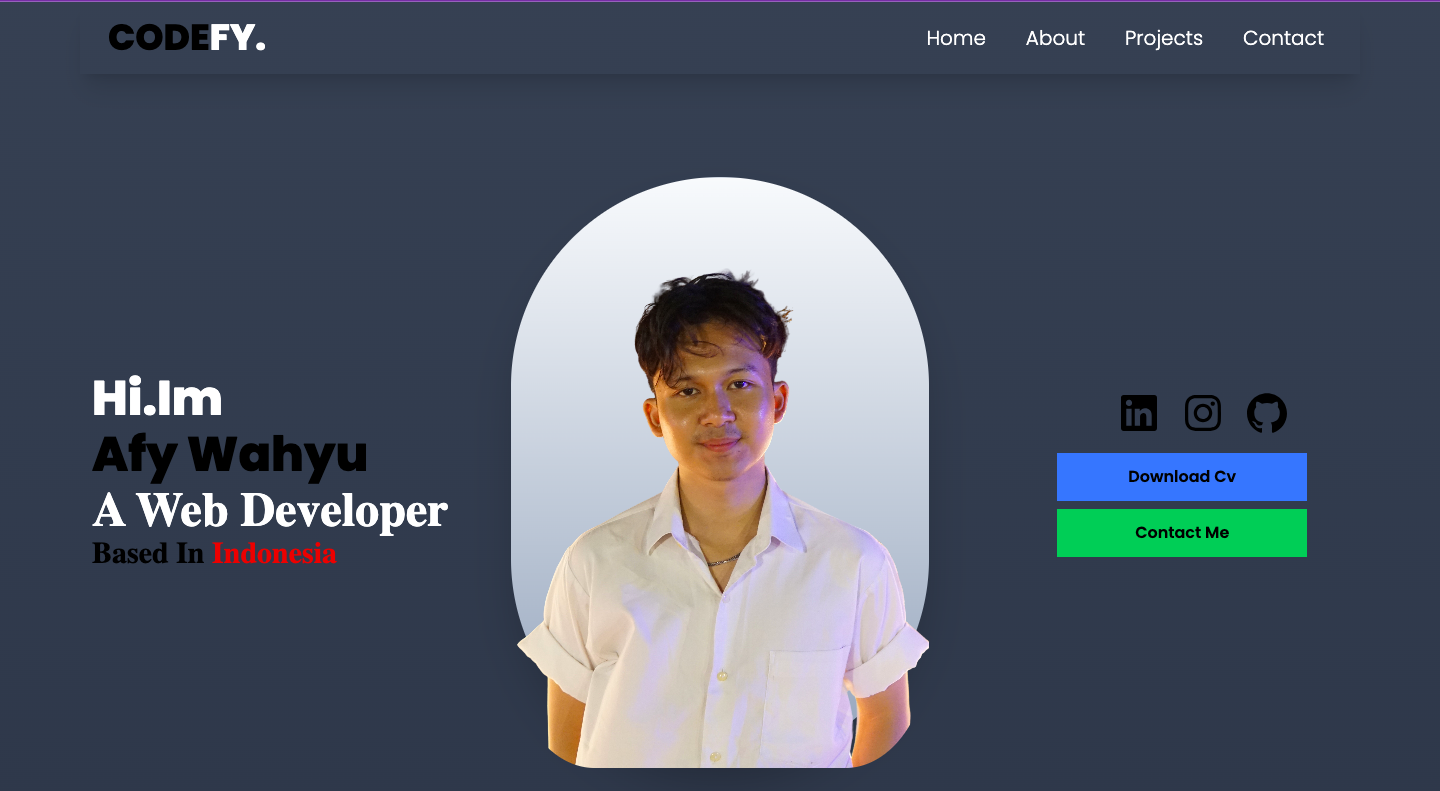 CODEFY.
Home About Projects Contact
Hi.Im
Afy Wahyu
A Web Developer
Based In Indonesia
Download Cv
Contact Me